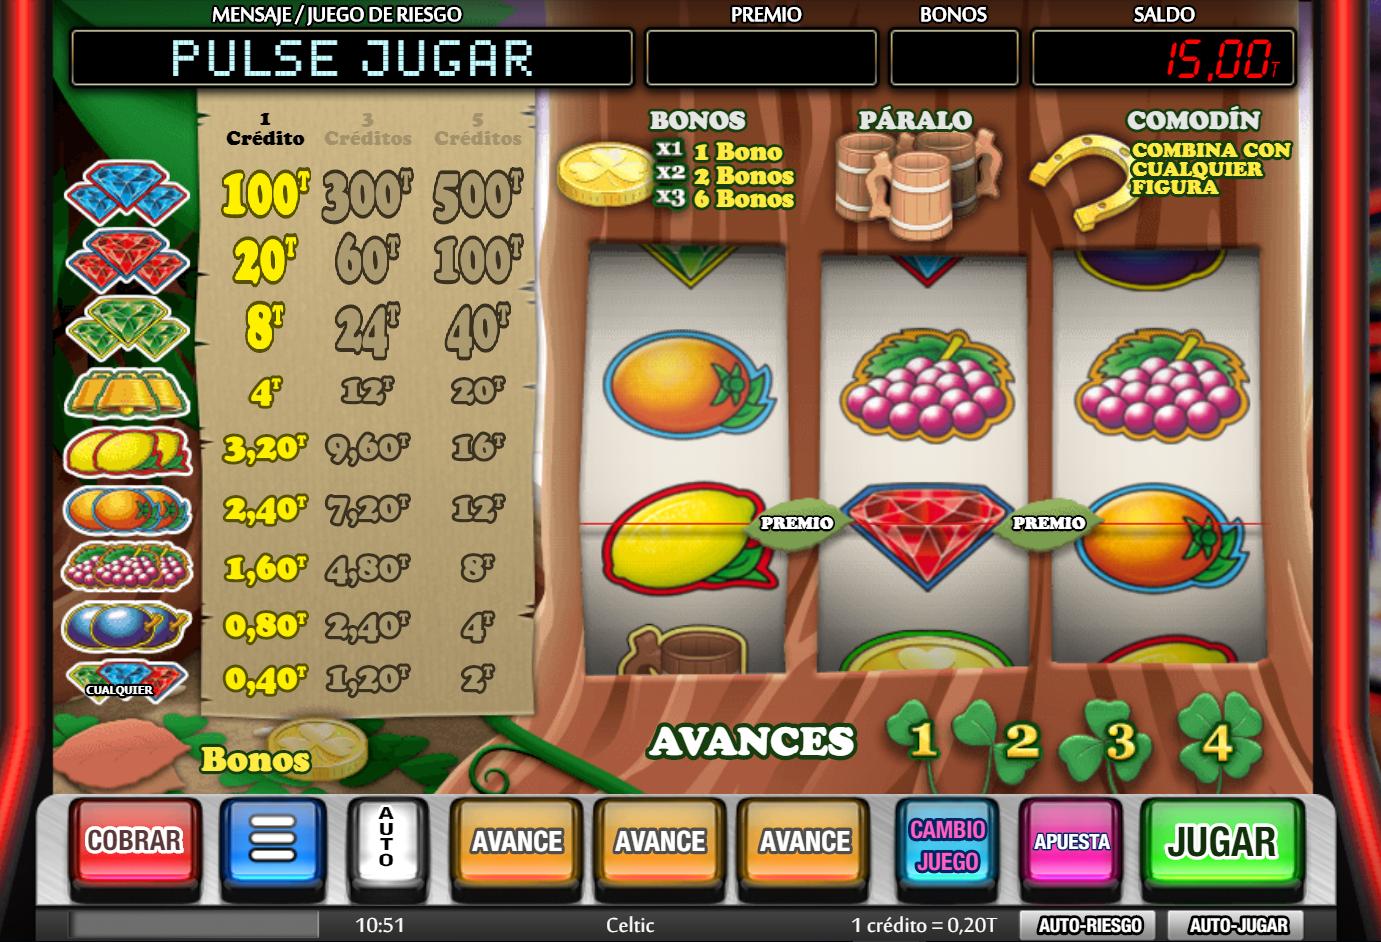 MENSAJE / JUEGO DE RIESGO PREMIO BONOS SALDO
PULSE JUGAR 15,00T
1 Crédito 3 Créditos 5 Créditos
100T 300T 500T
20T 60T 100T
8T 24T 40T
4T 12T 20T
3,20T 9,60T 16T
2,40T 7,20T 12T
1,60T 4,80T 8T
0,80T 2,40T 4T
CUALQUIER 0,40T 1,20T 2T
Bonos
BONOS
x1 1 Bono
x2 2 Bonos
x3 6 Bonos
PÁRALO
COMODÍN
COMBINA CON
CUALQUIER
FIGURA
PREMIO PREMIO
AVANCES 1 2 3 4
COBRAR
AUTO
AVANCE AVANCE AVANCE
CAMBIO
JUEGO
APUESTA
JUGAR
10:51 Celtic 1 crédito = 0,20T AUTO-RIESGO AUTO-JUGAR